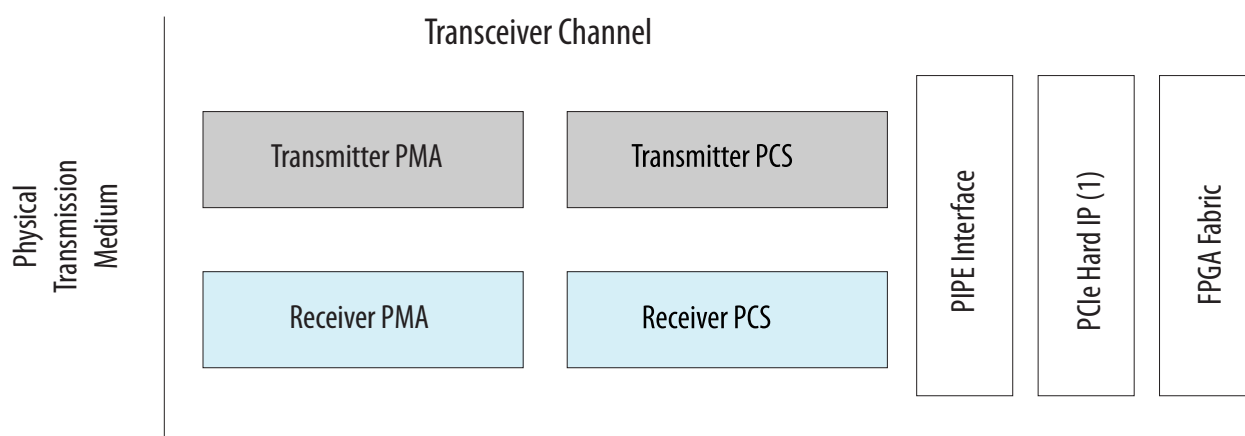 Transceiver Channel
Physical
Transmission
Medium
Transmitter PMA
Transmitter PCS
Receiver PMA
Receiver PCS
PIPE Interface
PCIe Hard IP (1)
FPGA Fabric